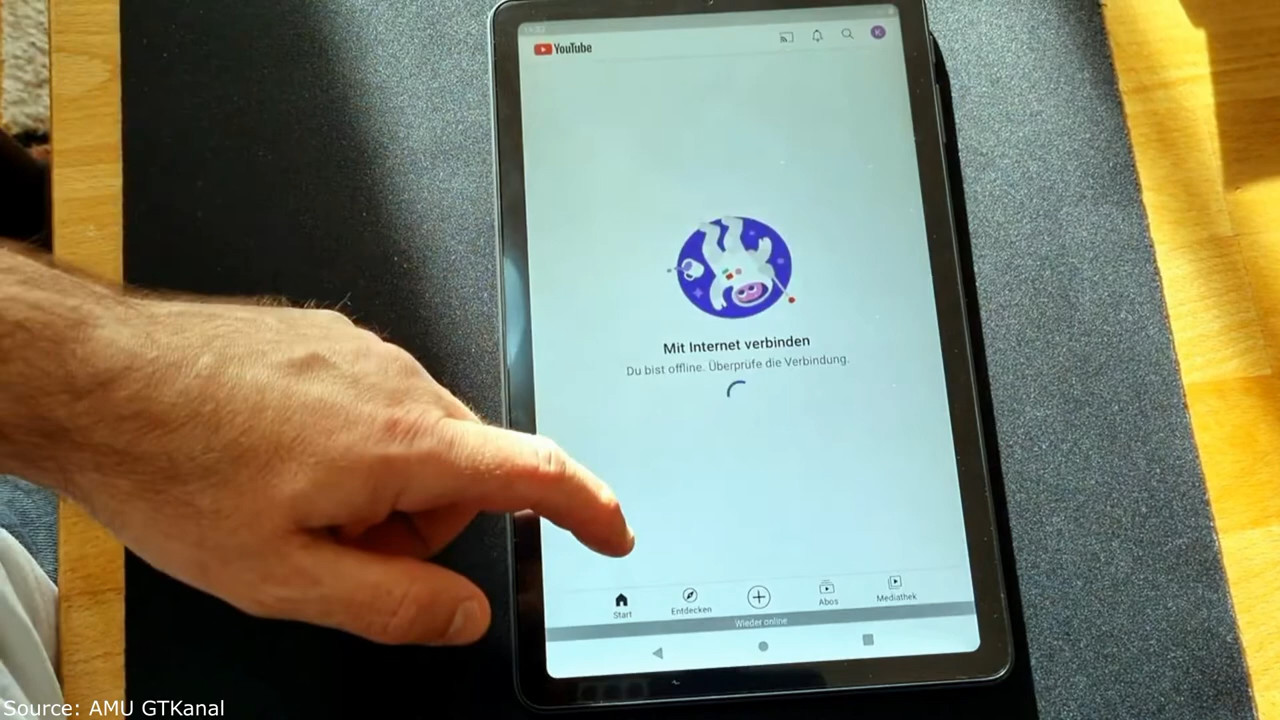 YouTube
K
Mit Internet verbinden
Du bist offline. Überprüfe die Verbindung.
Start
Entdecken
Abos
Mediathek
Wieder online
Source: AMU GTKanal